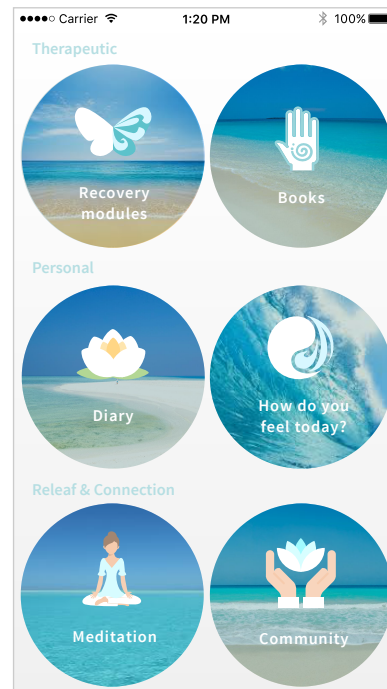 Carrier 1:20 PM 100%
Therapeutic
Recovery
modules
Books
Personal
Diary
How do you
feel today?
Releaf & Connection
Meditation
Community